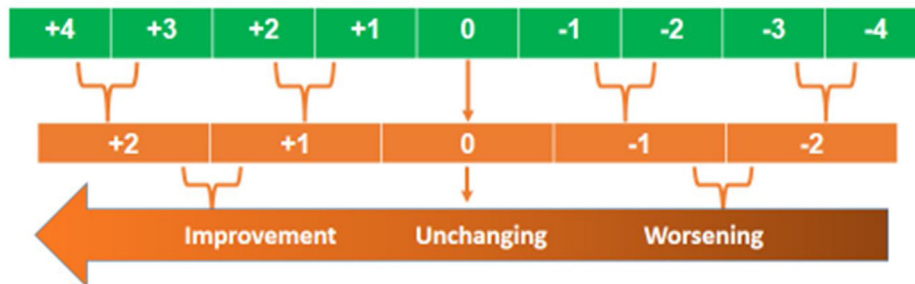 +4 +3 +2 +1 0 -1 -2 -3 -4
+2 +1 0 -1 -2
Improvement Unchanging Worsening